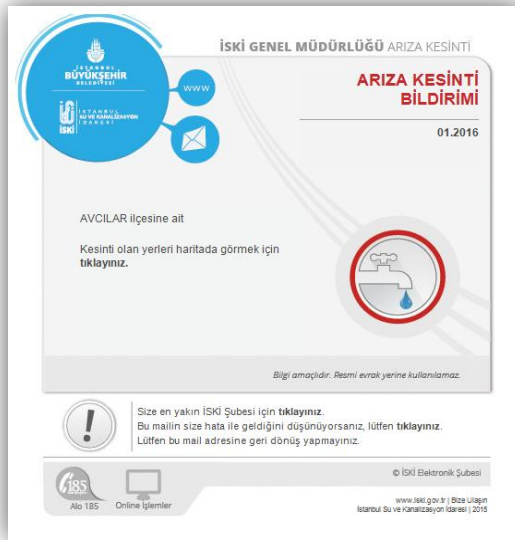 İSKİ GENEL MÜDÜRLÜĞÜ ARIZA KESİNTİ
İSTANBUL
BÜYÜKŞEHİR
BELEDİYESİ
www
İSKİ
İSTANBUL
SU VE KANALİZASYON
İDARESİ
ARIZA KESİNTİ
BİLDİRİMİ
01.2016
AVCILAR ilçesine ait
Kesinti olan yerleri haritada görmek için
tıklayınız.
Bilgi amaçlıdır. Resmi evrak yerine kullanılamaz.
!
Size en yakın İSKİ Şubesi için tıklayınız.
Bu mailin size hata ile geldiğini düşünüyorsanız, lütfen tıklayınız.
Lütfen bu mail adresine geri dönüş yapmayınız.
185
Alo 185
Online İşlemler
© İSKİ Elektronik Şubesi
www.iski.gov.tr | Bize Ulaşın
İstanbul Su ve Kanalizasyon İdaresi | 2015